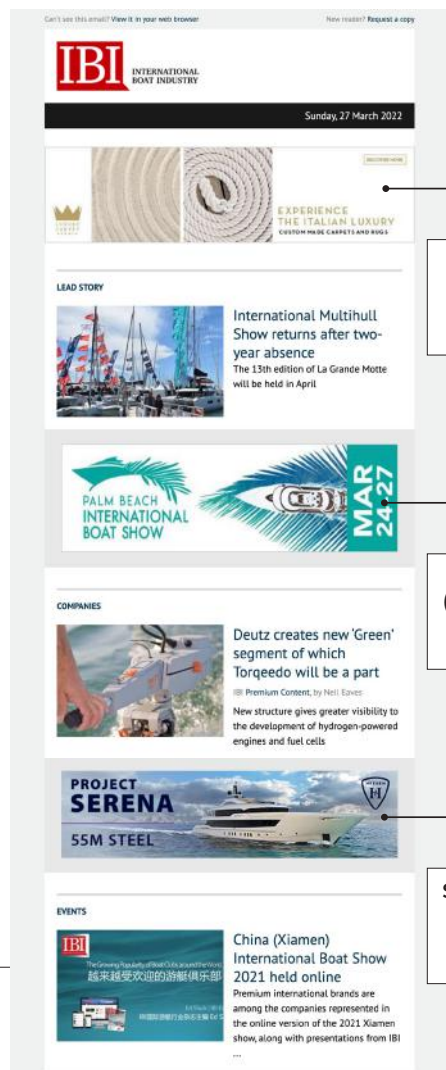 Can't see this email? View it in your web browser
New reader? Request a copy
IBI INTERNATIONAL
BOAT INDUSTRY
Sunday, 27 March 2022
EXPERIENCE
THE ITALIAN LUXURY
CUSTOM MADE CARPETS AND RUGS
LEAD STORY
International Multihull
Show returns after two-
year absence
The 13th edition of La Grande Motte
will be held in April
PALM BEACH
INTERNATIONAL
BOAT SHOW
MAR
24-27
(
COMPANIES
Deutz creates new 'Green'
segment of which
Torqeedo will be a part
IBI Premium Content, by Neil Eaves
New structure gives greater visibility to
the development of hydrogen-powered
engines and fuel cells
PROJECT
SERENA
55M STEEL
S
EVENTS
IBI
The Growing Popularity of Boat Clubs around the World
越来越受欢迎的游艇俱乐部
China (Xiamen)
International Boat Show
2021 held online
Premium international brands are
among the companies represented in
the online version of the 2021 Xiamen
show, along with presentations from IBI
...